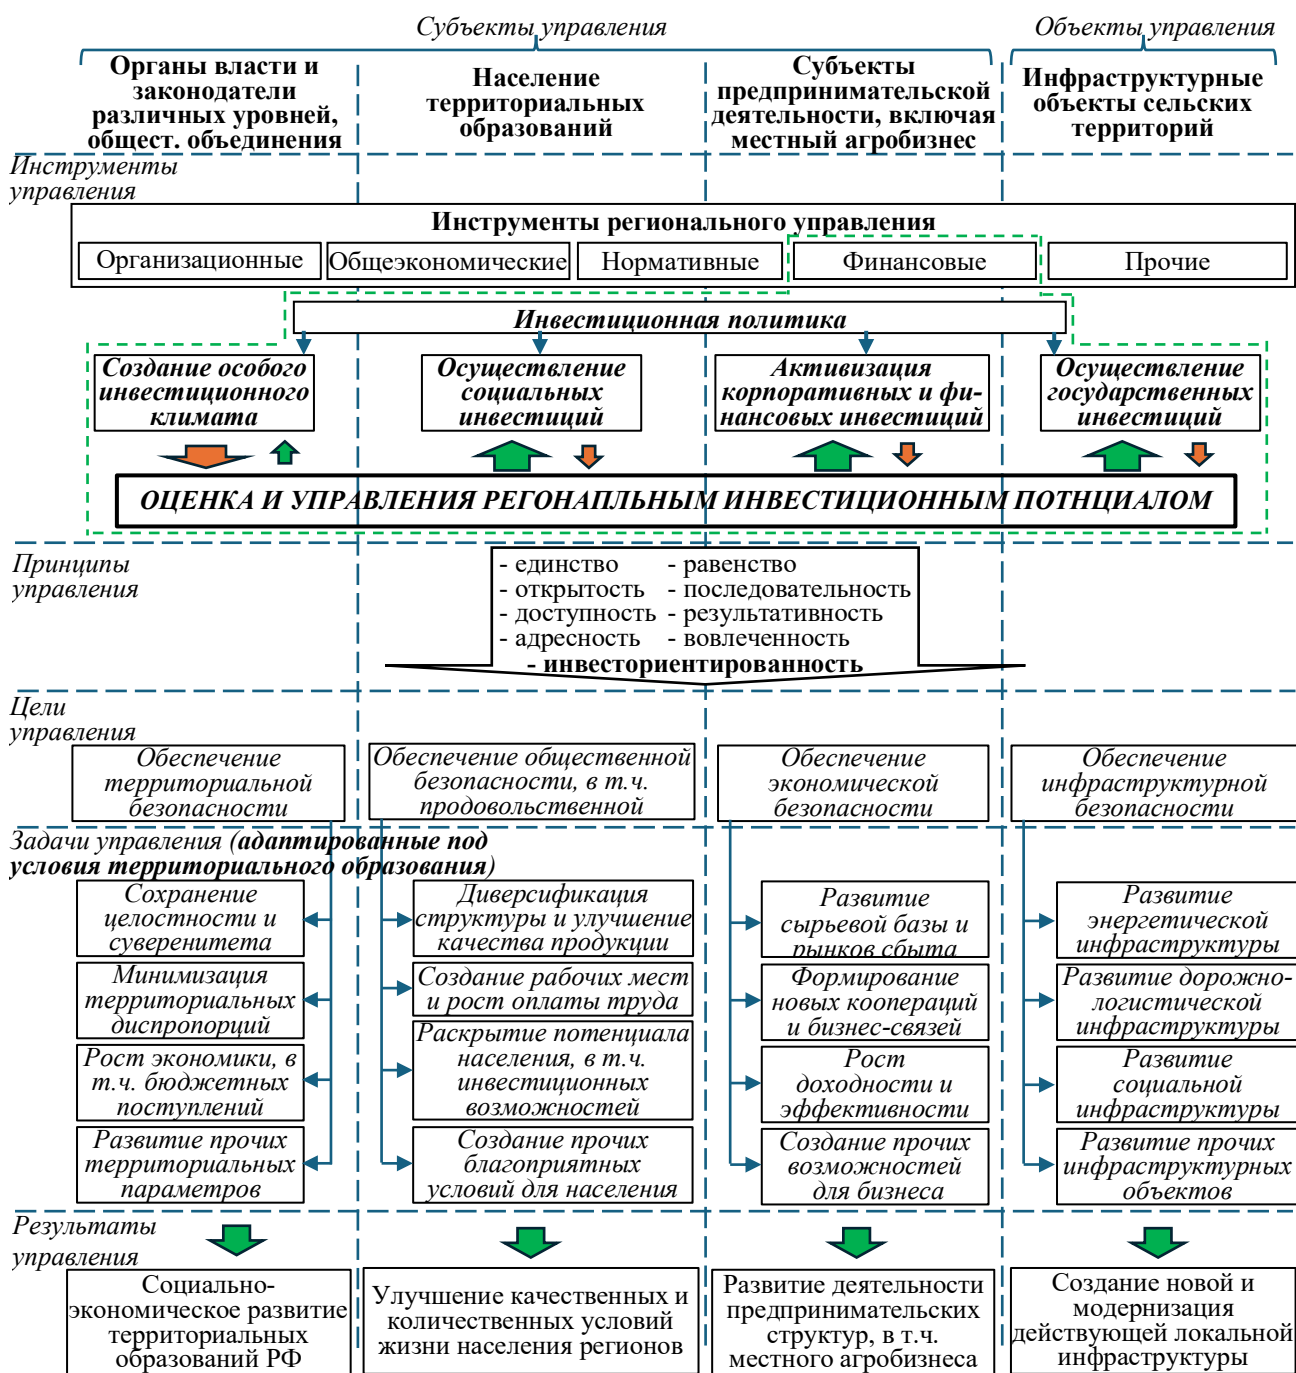 Субъекты управления
Объекты управления
Органы власти и
законодатели
различных уровней,
общест. объединения
Население
территориальных
образований
Субъекты
предпринимательской
деятельности, включая
местный агробизнес
Инфраструктурные
объекты сельских
территорий
Инструменты
управления
Инструменты регионального управления
Организационные
Общеэкономические
Нормативные
Финансовые
Прочие
Инвестиционная политика
Создание особого
инвестиционного
климата
Осуществление
социальных
инвестиций
Активизация
корпоративных и фи-
нансовых инвестиций
Осуществление
государственных
инвестиций
ОЦЕНКА И УПРАВЛЕНИЯ РЕГОНАПЛЬНЫМ ИНВЕСТИЦИОННЫМ ПОТНЦИАЛОМ
Принципы
управления
- единство - равенство
- открытость - последовательность
- доступность - результативность
- адресность - вовлеченность
- инвесториентированность
Цели
управления
Обеспечение
территориальной
безопасности
Обеспечение общественной
безопасности, в т.ч.
продовольственной
Обеспечение
экономической
безопасности
Обеспечение
инфраструктурной
безопасности
Задачи управления (адаптированные под
условия территориального образования)
Сохранение
целостности и
суверенитета
Минимизация
территориальных
диспропорций
Рост экономики, в
т.ч. бюджетных
поступлений
Развитие прочих
территориальных
параметров
Диверсификация
структуры и улучшение
качества продукции
Создание рабочих мест
и рост оплаты труда
Раскрытие потенциала
населения, в т.ч.
инвестиционных
возможностей
Создание прочих
благоприятных
условий для населения
Развитие
сырьевой базы и
рынков сбыта
Формирование
новых коопераций
и бизнес-связей
Рост
доходности и
эффективности
Создание прочих
возможностей
для бизнеса
Развитие
энергетической
инфраструктуры
Развитие дорожно-
логистической
инфраструктуры
Развитие
социальной
инфраструктуры
Развитие прочих
инфраструктурных
объектов
Результаты
управления
Социально-
экономическое развитие
территориальных
образований РФ
Улучшение качественных и
количественных условий
жизни населения регионов
Развитие деятельности
предпринимательских
структур, в т.ч.
местного агробизнеса
Создание новой и
модернизация
действующей локальной
инфраструктуры